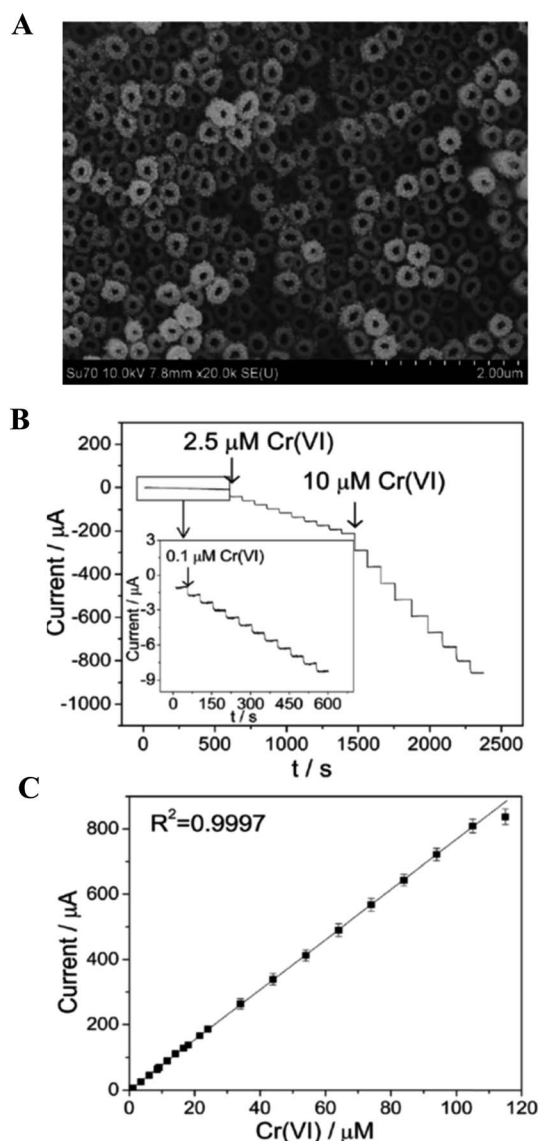 A
Su70 10.0kV 7.8mm x20.0k SE(U)
2.00um
B
200
0
-200
-400
-600
-800
-1000
Current / μA
2.5 μM Cr(VI)
10 μM Cr(VI)
3
0
-3
-6
-9
Current / μA
0.1 μM Cr(VI)
0 150 300 450 600
t / s
0 500 1000 1500 2000 2500
t / s
C
R²=0.9997
800
600
400
200
0
Current / μA
0 20 40 60 80 100 120
Cr(VI) / μM